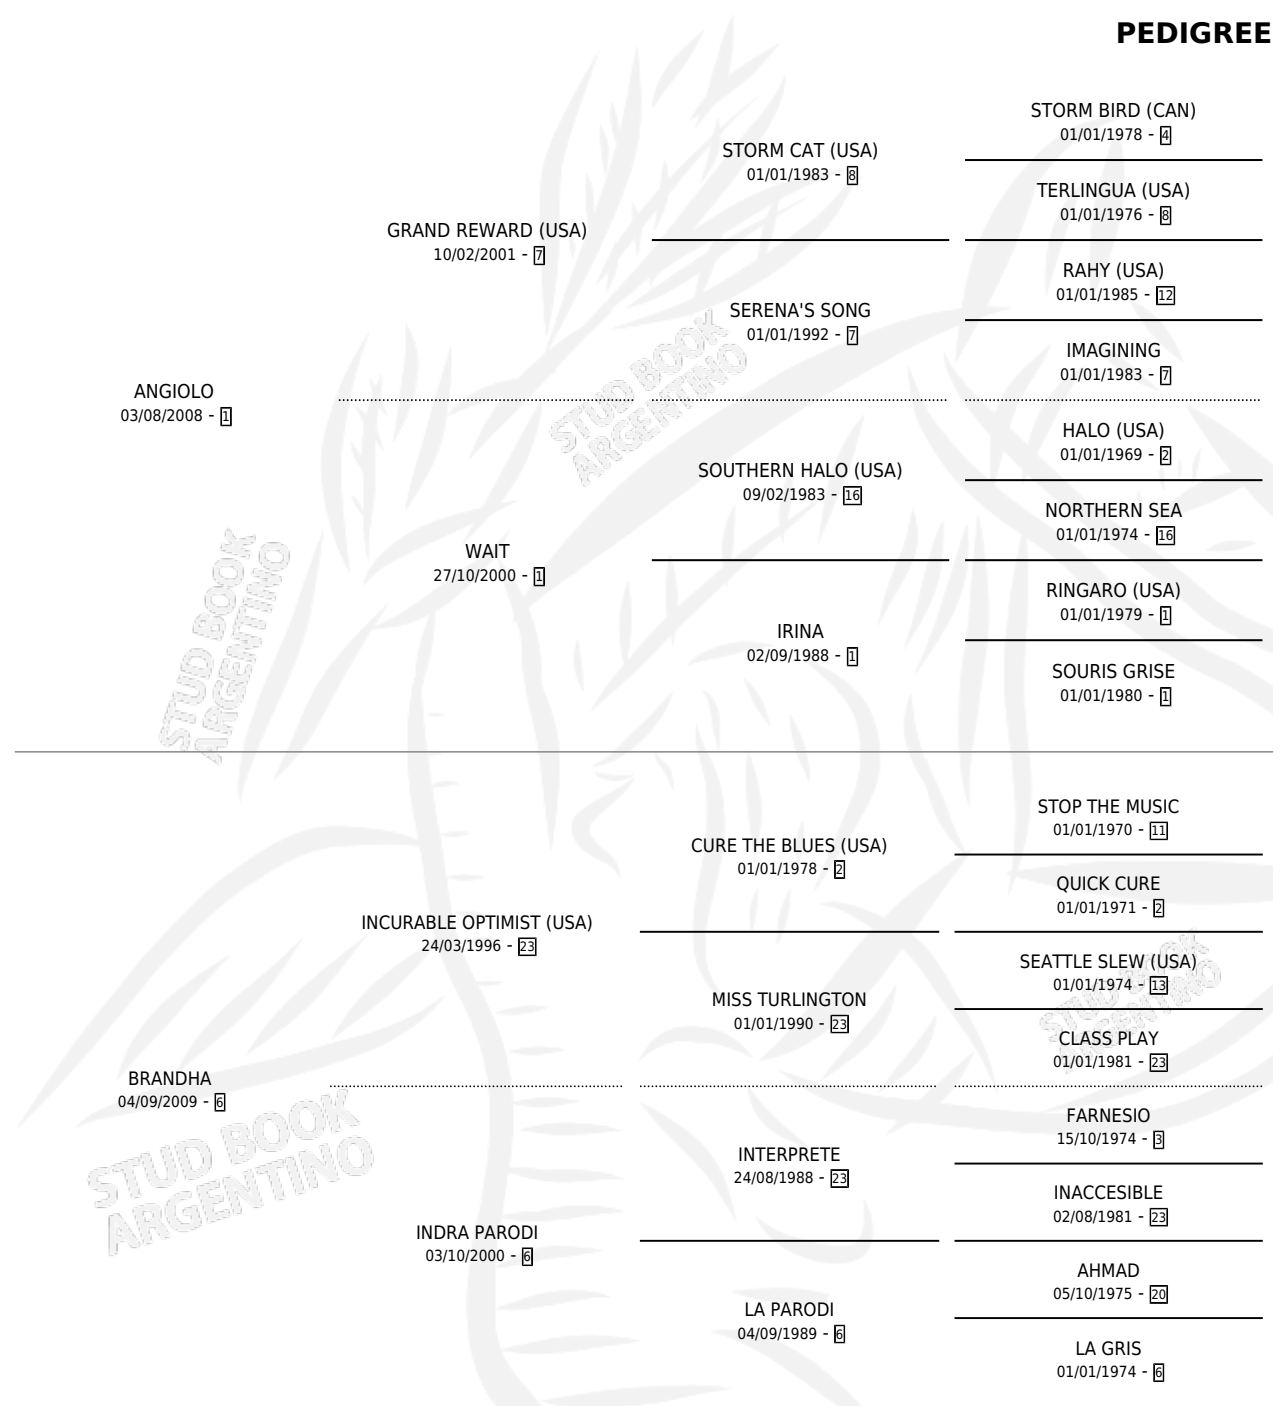 PEDIGREE
STORM BIRD (CAN)
01/01/1978 - 4
STORM CAT (USA)
01/01/1983 - 8
TERLINGUA (USA)
01/01/1976 - 8
GRAND REWARD (USA)
10/02/2001 - 7
RAHY (USA)
01/01/1985 - 12
SERENA'S SONG
01/01/1992 - 7
IMAGINING
01/01/1983 - 7
ANGIOLO
03/08/2008 - 1
STUD BOOK
ARGENTINO
HALO (USA)
01/01/1969 - 2
SOUTHERN HALO (USA)
09/02/1983 - 16
NORTHERN SEA
01/01/1974 - 16
WAIT
27/10/2000 - 1
RINGARO (USA)
01/01/1979 - 1
IRINA
02/09/1988 - 1
SOURIS GRISE
01/01/1980 - 1
STUD BOOK
ARGENTINO
STOP THE MUSIC
01/01/1970 - 11
CURE THE BLUES (USA)
01/01/1978 - 2
QUICK CURE
01/01/1971 - 2
INCURABLE OPTIMIST (USA)
24/03/1996 - 23
SEATTLE SLEW (USA)
01/01/1974 - 13
MISS TURLINGTON
01/01/1990 - 23
STUD BOOK
ARGENTINO
CLASS PLAY
01/01/1981 - 23
BRANDHA
04/09/2009 - 6
STUD BOOK
ARGENTINO
FARNESIO
15/10/1974 - 3
INTERPRETE
24/08/1988 - 23
INACCESIBLE
02/08/1981 - 23
INDRA PARODI
03/10/2000 - 6
AHMAD
05/10/1975 - 20
LA PARODI
04/09/1989 - 6
LA GRIS
01/01/1974 - 6